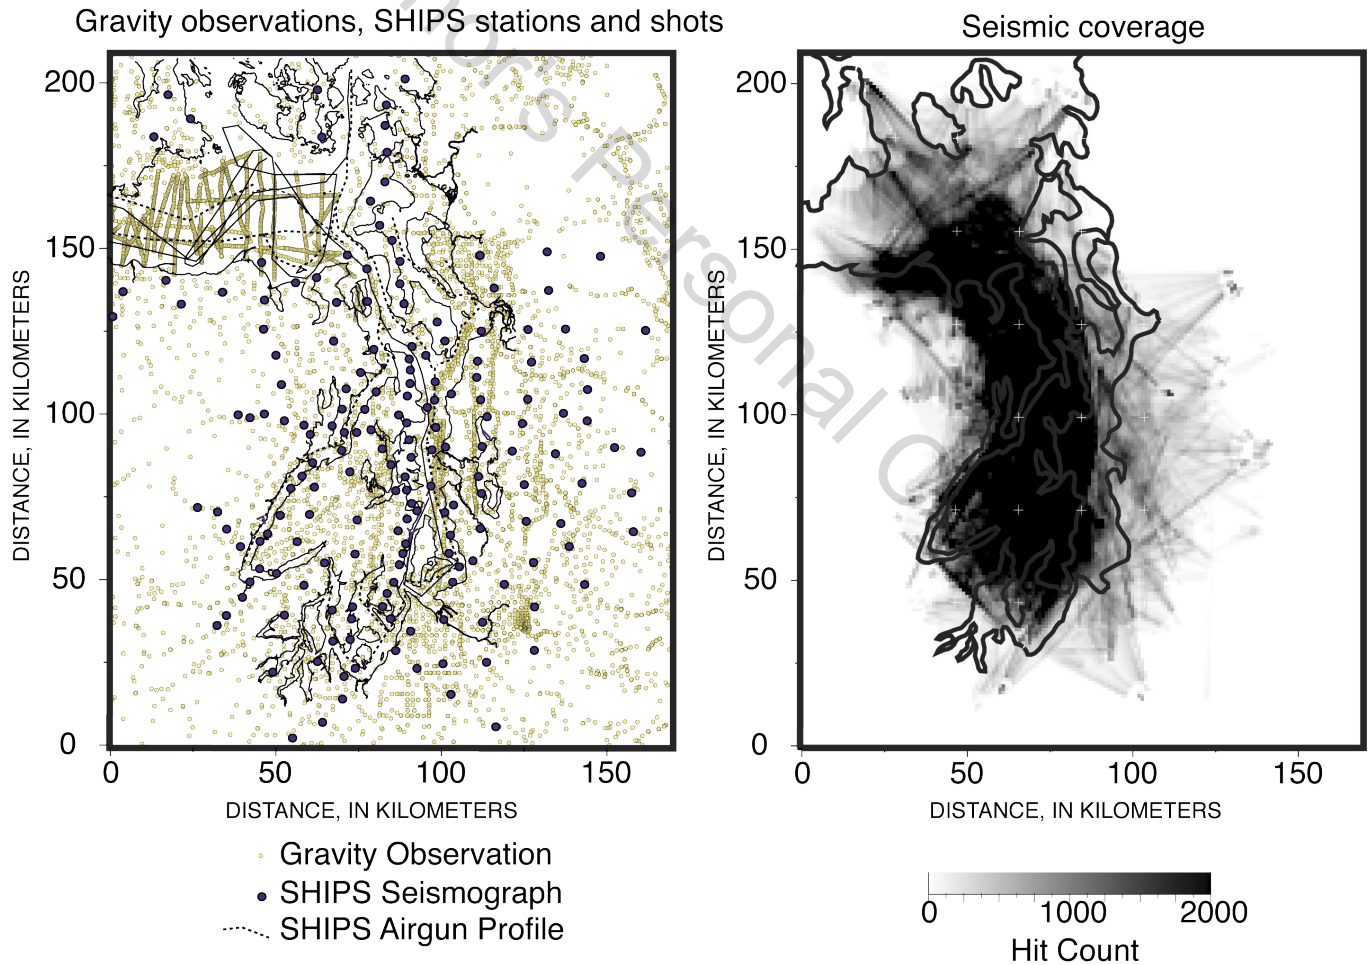 Gravity observations, SHIPS stations and shots
Seismic coverage
200
150
100
50
0
0 50 100 150
DISTANCE, IN KILOMETERS
DISTANCE, IN KILOMETERS
Gravity Observation
SHIPS Seismograph
SHIPS Airgun Profile
200
150
100
50
0
0 50 100 150
DISTANCE, IN KILOMETERS
DISTANCE, IN KILOMETERS
0 1000 2000
Hit Count
Personal